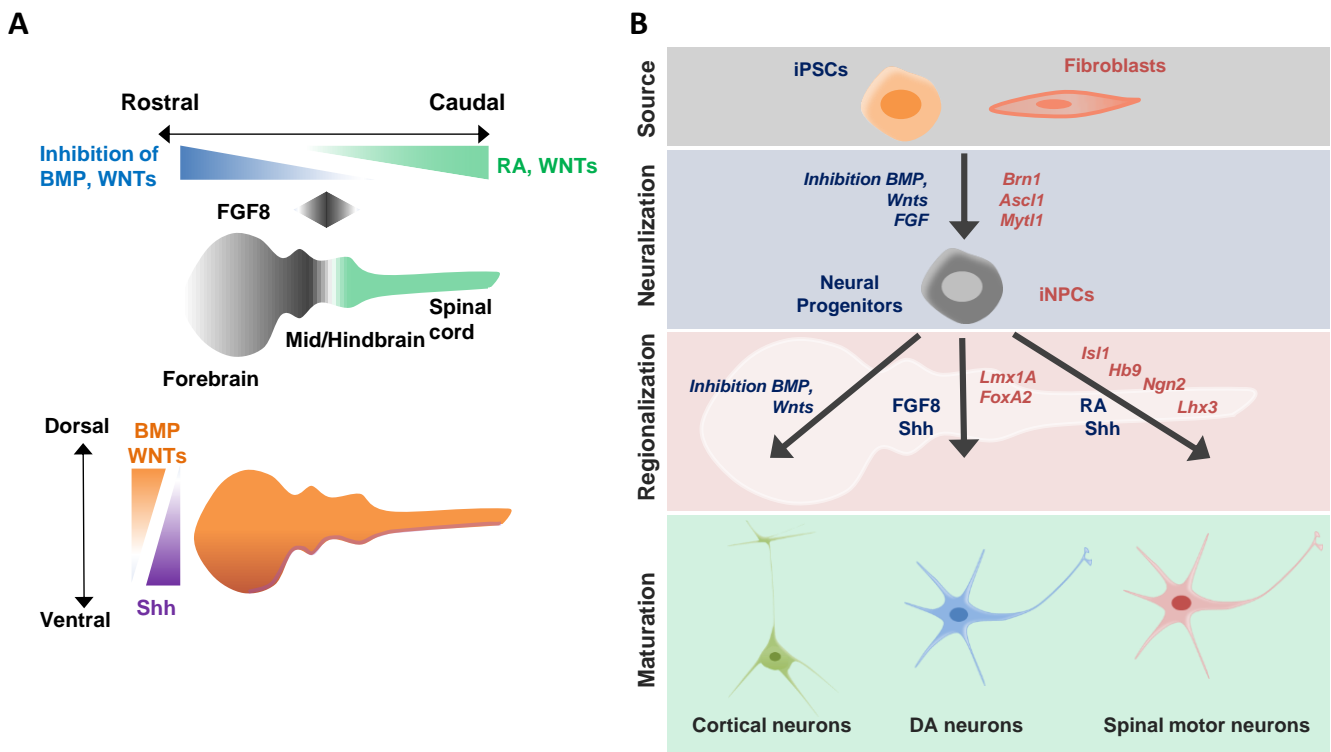 A
Rostral
Caudal
Inhibition of
BMP, WNTs
RA, WNTs
FGF8
Spinal
cord
Mid/Hindbrain
Forebrain
Dorsal
BMP
WNTs
Shh
Ventral
B
Source
iPSCs
Fibroblasts
Neuralization
Inhibition BMP,
Wnts
FGF
Brn1
Ascl1
Mytl1
Neural
Progenitors
iNPCs
Regionalization
Inhibition BMP,
Wnts
FGF8
Shh
Lmx1A
FoxA2
RA
Shh
Isl1
Hb9
Ngn2
Lhx3
Maturation
Cortical neurons
DA neurons
Spinal motor neurons